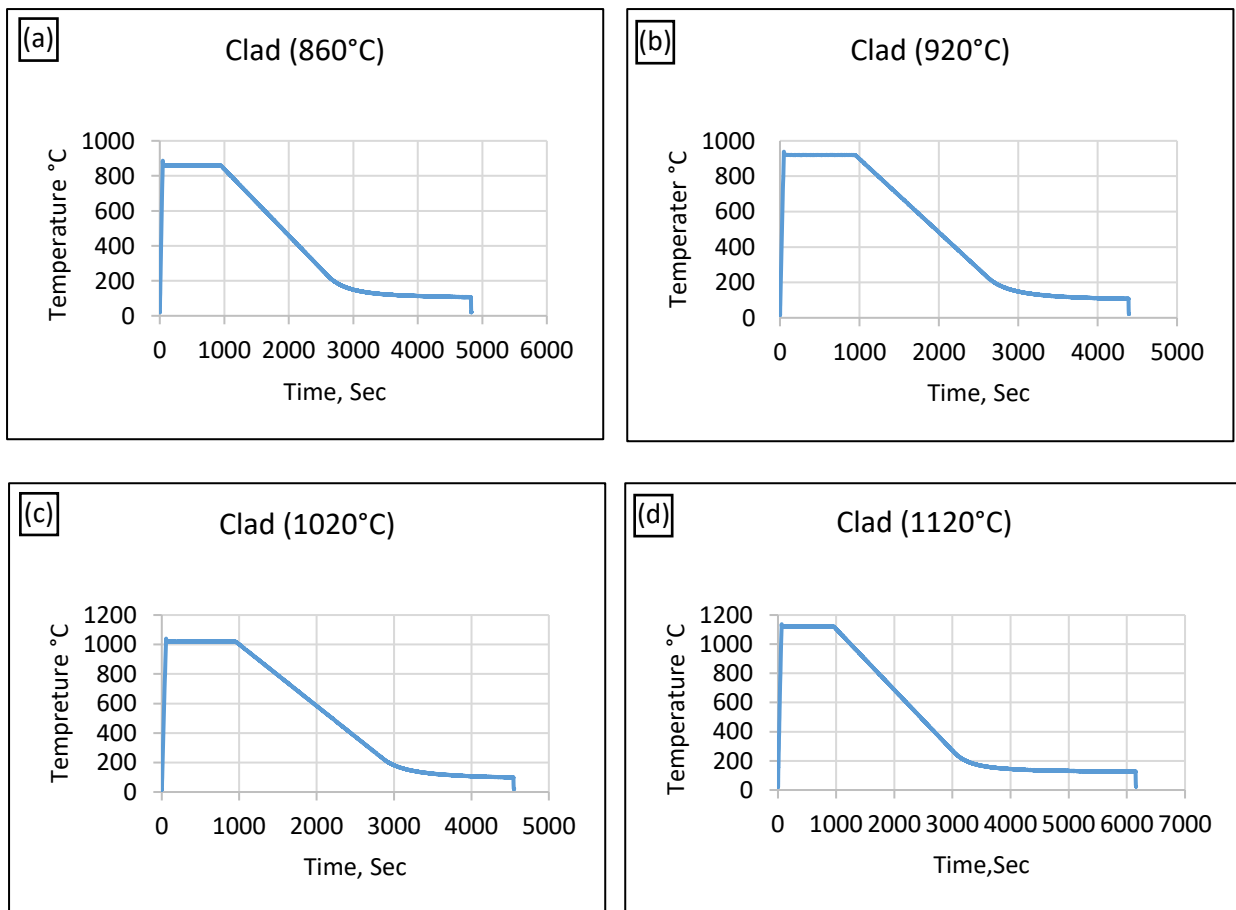 (a)
Clad (860°C)
Temperature °C
1000
800
600
400
200
0
0 1000 2000 3000 4000 5000 6000
Time, Sec
(b)
Clad (920°C)
Temperater °C
1000
800
600
400
200
0
0 1000 2000 3000 4000 5000
Time, Sec
(c)
Clad (1020°C)
Tempreture °C
1200
1000
800
600
400
200
0
0 1000 2000 3000 4000 5000
Time, Sec
(d)
Clad (1120°C)
Temperature °C
1200
1000
800
600
400
200
0
0 1000 2000 3000 4000 5000 6000 7000
Time,Sec